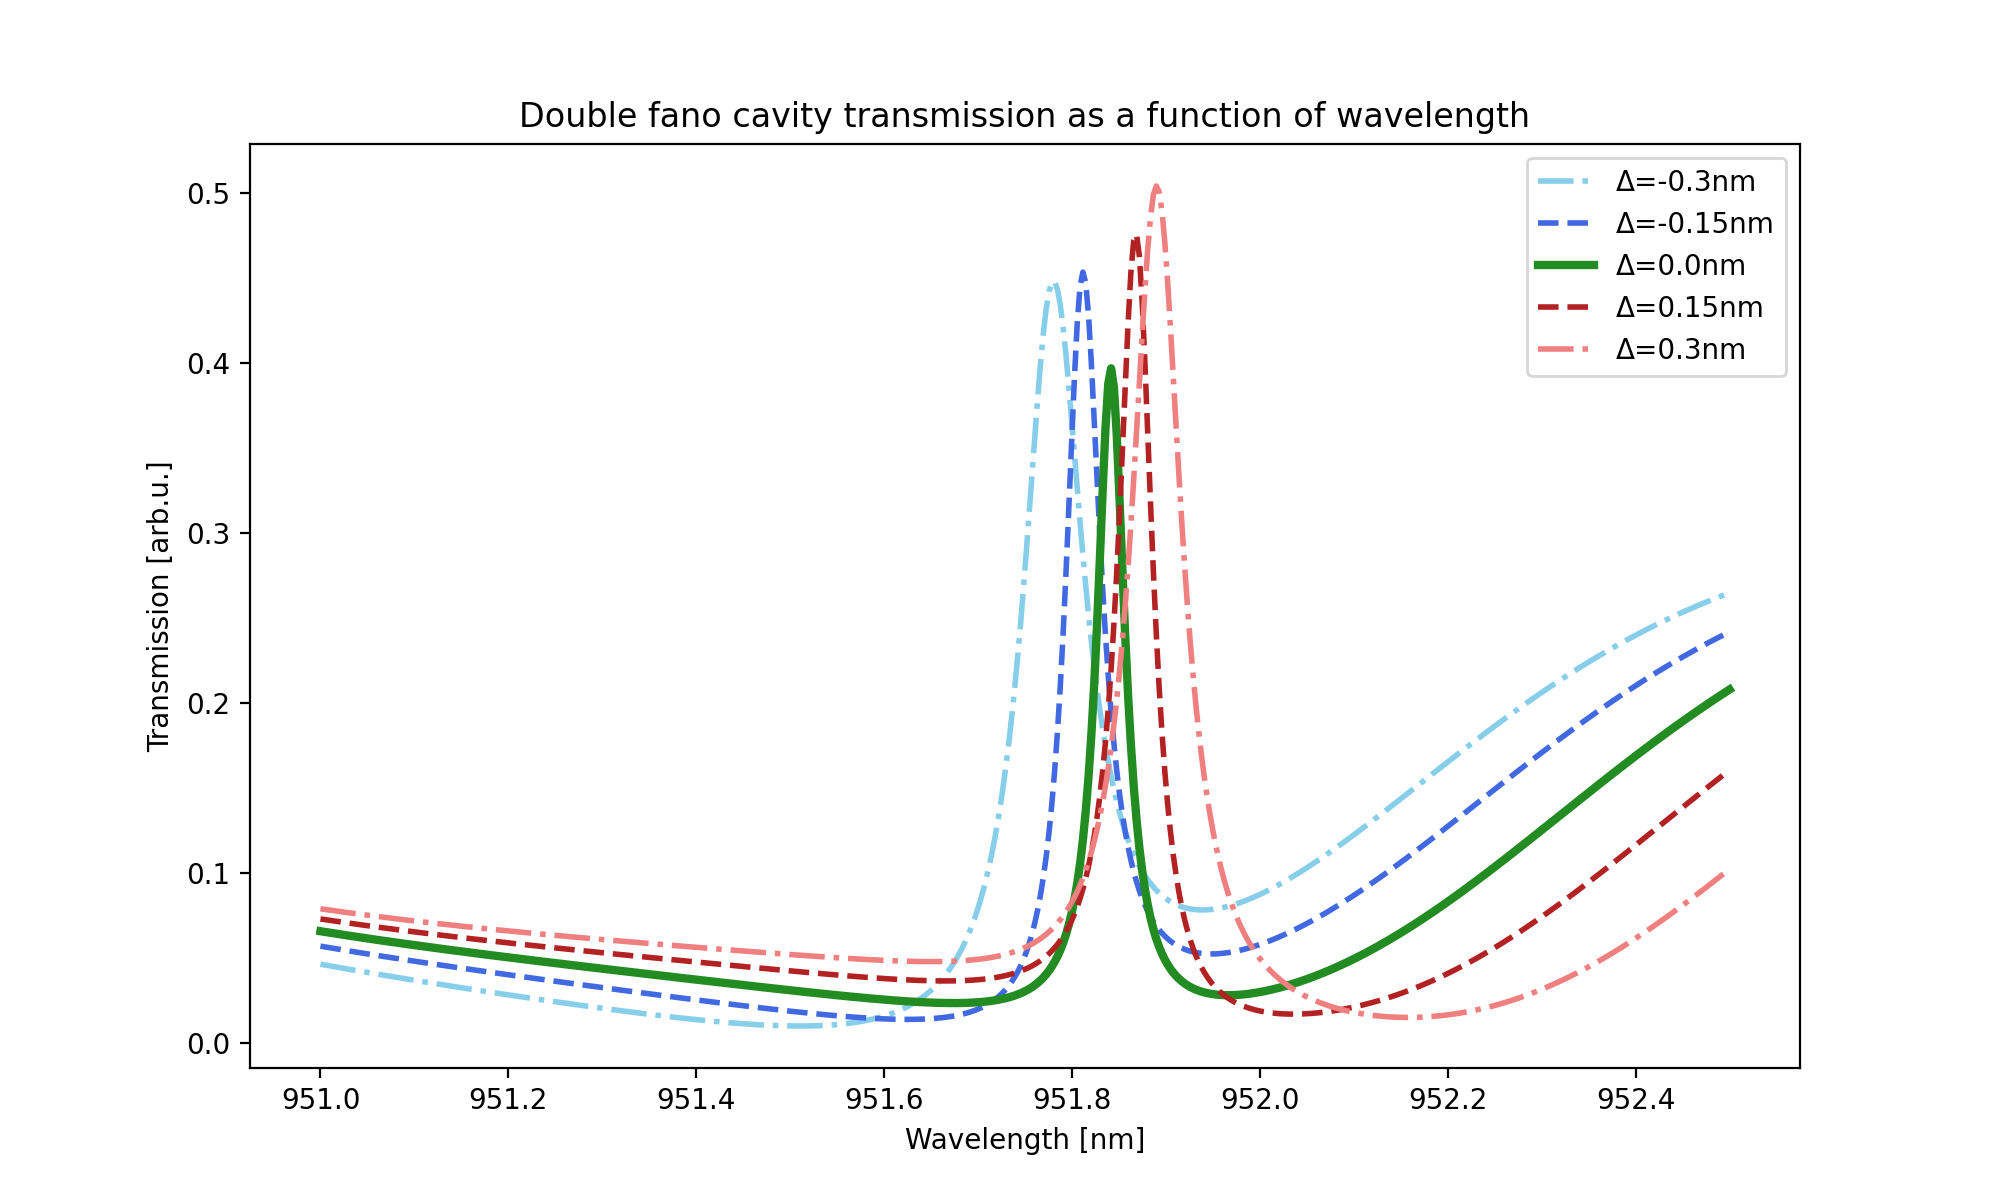 Double fano cavity transmission as a function of wavelength
Δ=-0.3nm
Δ=-0.15nm
Δ=0.0nm
Δ=0.15nm
Δ=0.3nm
0.5
0.4
0.3
0.2
0.1
0.0
Transmission [arb.u.]
951.0 951.2 951.4 951.6 951.8 952.0 952.2 952.4
Wavelength [nm]